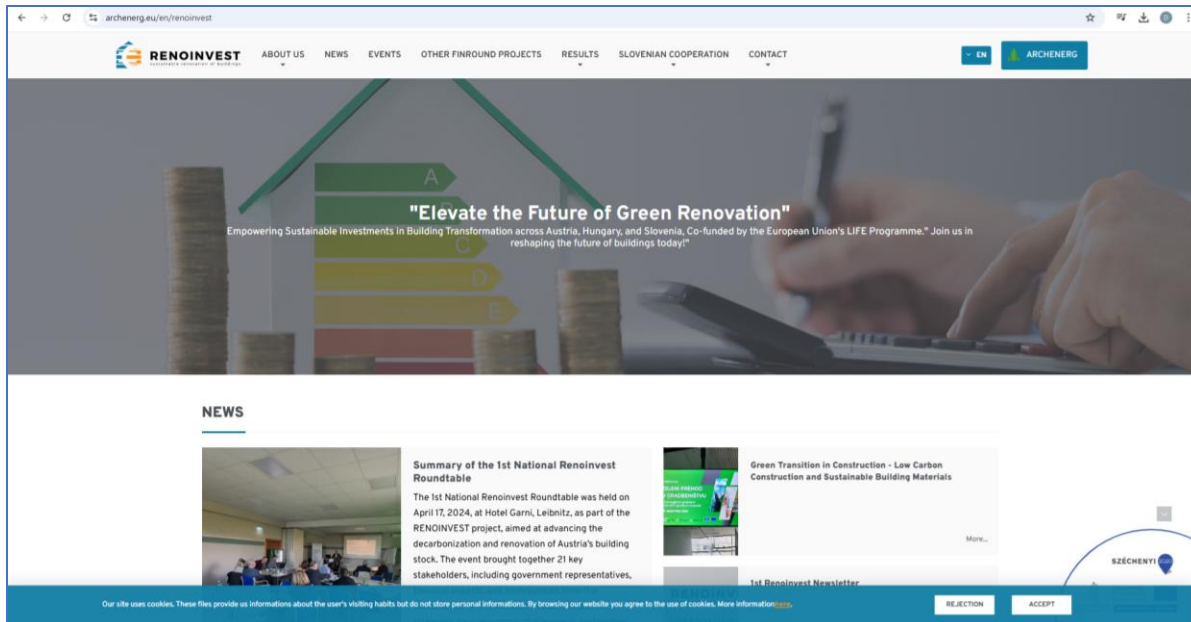 archenerg.eu/en/renoinvest
RENOINVEST
sustainable renovation of buildings
ABOUT US
NEWS
EVENTS
OTHER FINROUND PROJECTS
RESULTS
SLOVENIAN COOPERATION
CONTACT
EN
ARCHENERG
A
B
C
D
E
"Elevate the Future of Green Renovation"
Empowering Sustainable Investments in Building Transformation across Austria, Hungary, and Slovenia, Co-funded by the European Union's LIFE Programme." Join us in
reshaping the future of buildings today!"
NEWS
Summary of the 1st National Renoinvest
Roundtable
The 1st National Renoinvest Roundtable was held on
April 17, 2024, at Hotel Garni, Leibnitz, as part of the
RENOINVEST project, aimed at advancing the
decarbonization and renovation of Austria's building
stock. The event brought together 21 key
stakeholders, including government representatives,
ZELENI PREHOD
V GRADBENIŠTVU
Green Transition in Construction - Low Carbon
Construction and Sustainable Building Materials
More...
1st Renoinvest Newsletter
SZÉCHENYI
Our site uses cookies. These files provide us informations about the user's visiting habits but do not store personal informations. By browsing our website you agree to the use of cookies. More information here.
REJECTION
ACCEPT